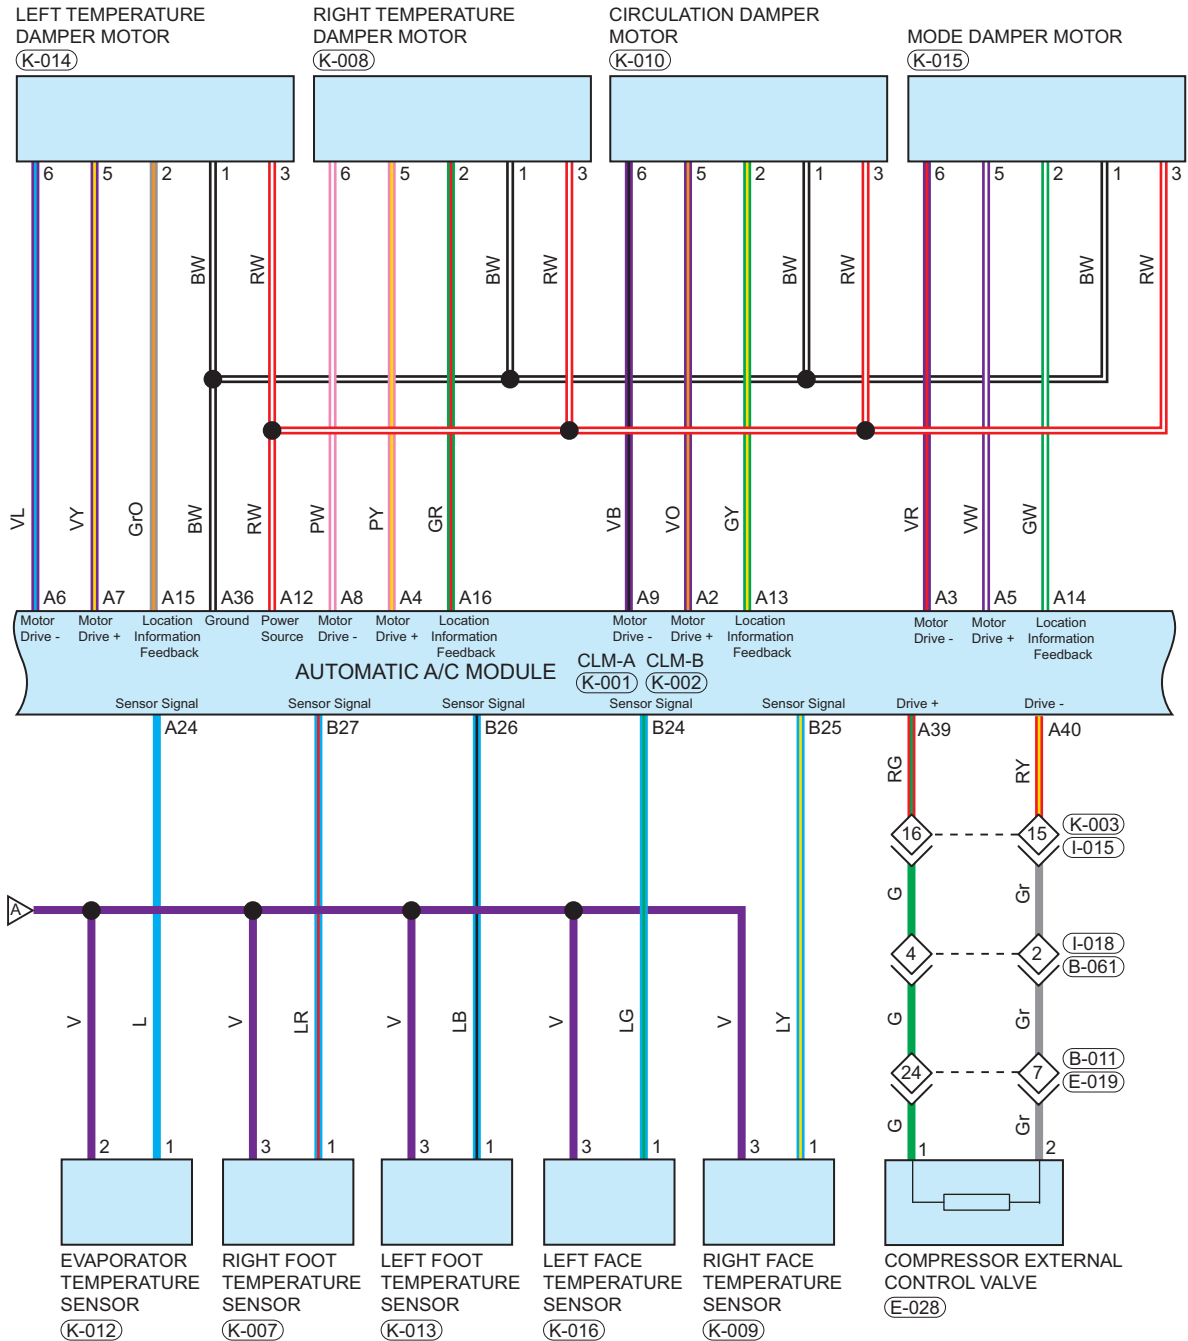 LEFT TEMPERATURE
DAMPER MOTOR
K-014
RIGHT TEMPERATURE
DAMPER MOTOR
K-008
CIRCULATION DAMPER
MOTOR
K-010
MODE DAMPER MOTOR
K-015
6 5 2 1 3 6 5 2 1 3 6 5 2 1 3 6 5 2 1 3
BW RW BW RW BW RW BW RW
VL VY GrO BW RW PW PY GR VB VO GY VR VW GW
A6 A7 A15 A36 A12 A8 A4 A16 A9 A2 A13 A3 A5 A14
Motor
Drive -
Motor
Drive +
Location
Information
Feedback
Ground
Power
Source
Motor
Drive -
Motor
Drive +
Location
Information
Feedback
Motor
Drive -
Motor
Drive +
Location
Information
Feedback
Motor
Drive -
Motor
Drive +
Location
Information
Feedback
AUTOMATIC A/C MODULE
CLM-A
K-001
CLM-B
K-002
Sensor Signal Sensor Signal Sensor Signal Sensor Signal Sensor Signal Drive + Drive -
A24 B27 B26 B24 B25 A39 A40
RG RY
16 15
K-003
I-015
A
G Gr
4 2
I-018
B-061
V L V LR V LB V LG V LY G Gr
24 7
B-011
E-019
G Gr
2 1 3 1 3 1 3 1 3 1 1 2
EVAPORATOR
TEMPERATURE
SENSOR
K-012
RIGHT FOOT
TEMPERATURE
SENSOR
K-007
LEFT FOOT
TEMPERATURE
SENSOR
K-013
LEFT FACE
TEMPERATURE
SENSOR
K-016
RIGHT FACE
TEMPERATURE
SENSOR
K-009
COMPRESSOR EXTERNAL
CONTROL VALVE
E-028